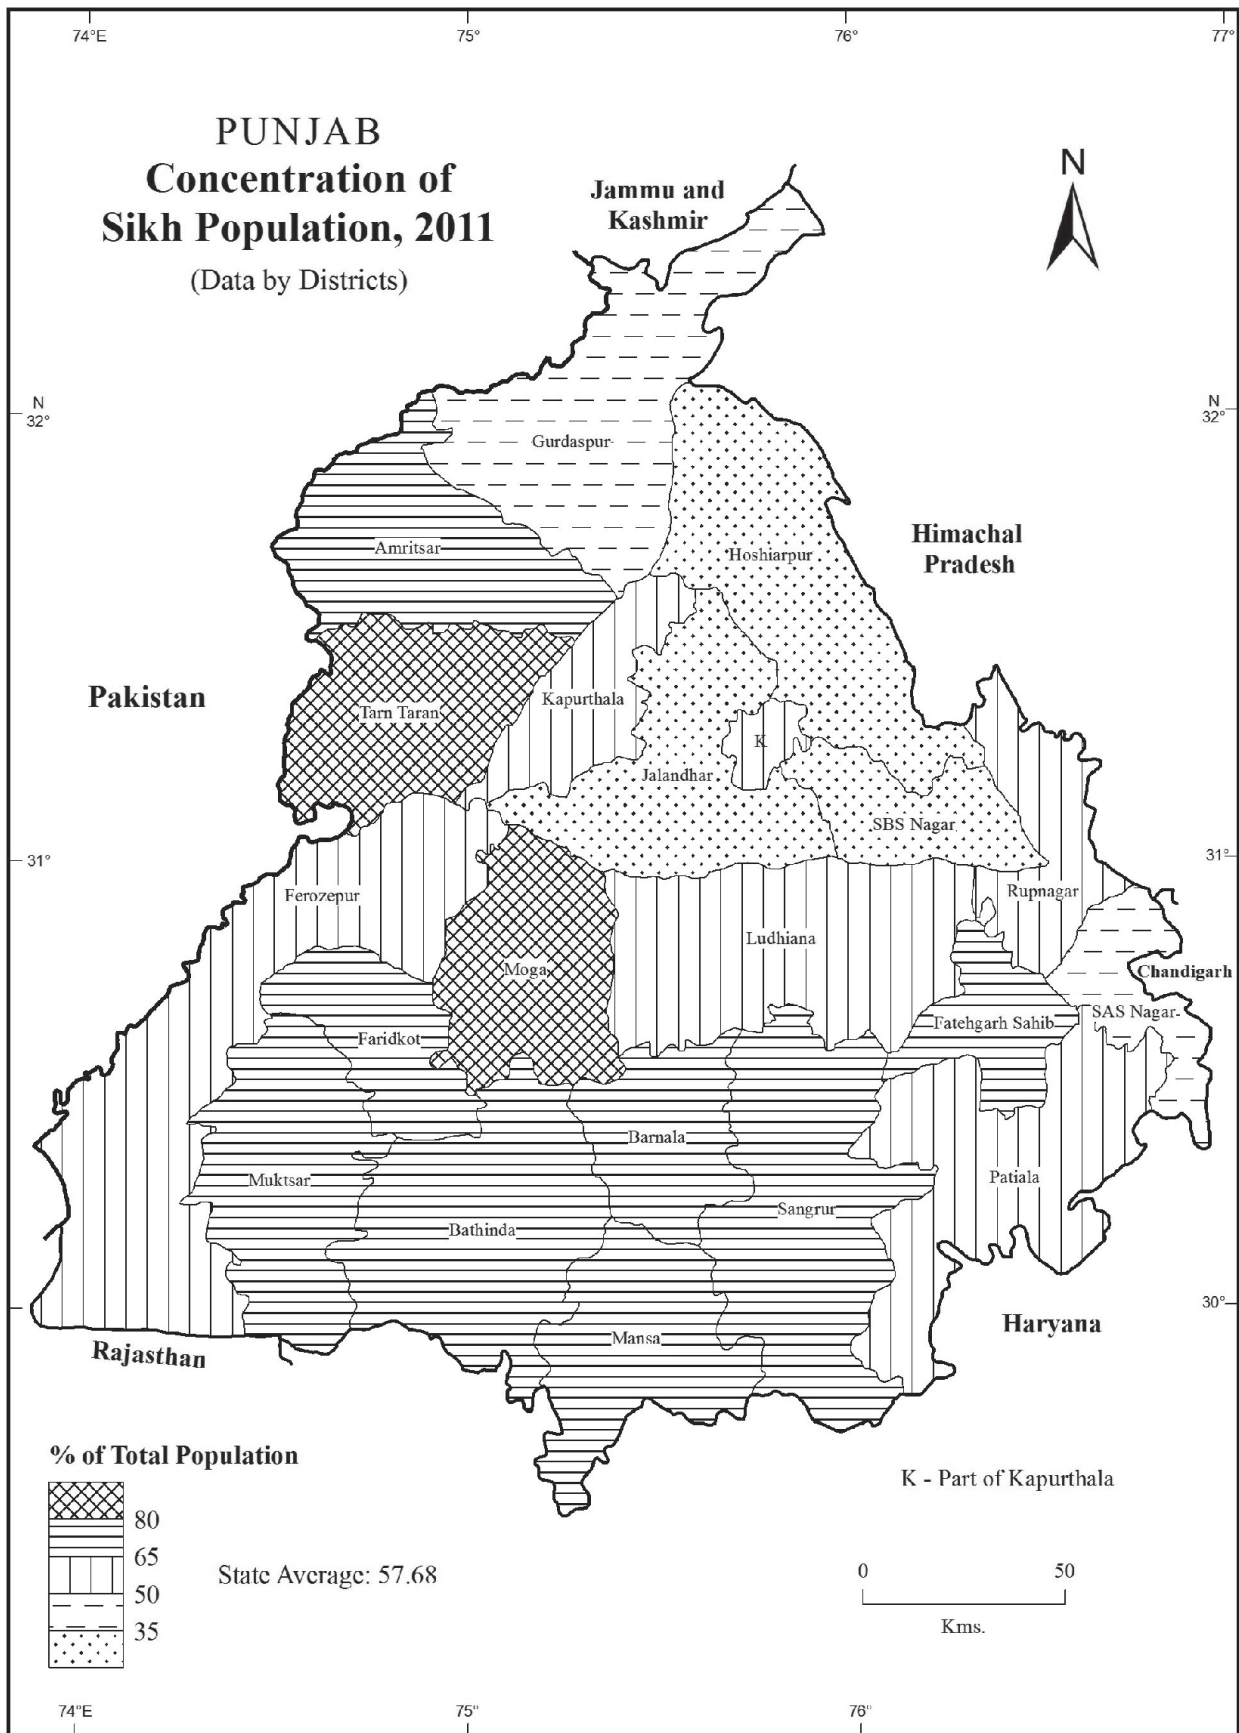 74°E 75° 76° 77°
PUNJAB
Concentration of
Sikh Population, 2011
(Data by Districts)
Jammu and
Kashmir
N
N
32°
N
32°
Gurdaspur
Amritsar
Hoshiarpur
Himachal
Pradesh
Pakistan
Tarn Taran
Kapurthala
K
Jalandhar
SBS Nagar
31°
31°
Ferozepur
Rupnagar
Ludhiana
Moga
Chandigarh
SAS Nagar
Fatehgarh Sahib
Faridkot
Barnala
Muktsar
Patiala
Sangrur
Bathinda
30°
Mansa
Haryana
Rajasthan
% of Total Population
80
65
50
35
State Average: 57.68
K - Part of Kapurthala
0 50
Kms.
74°E 75° 76°